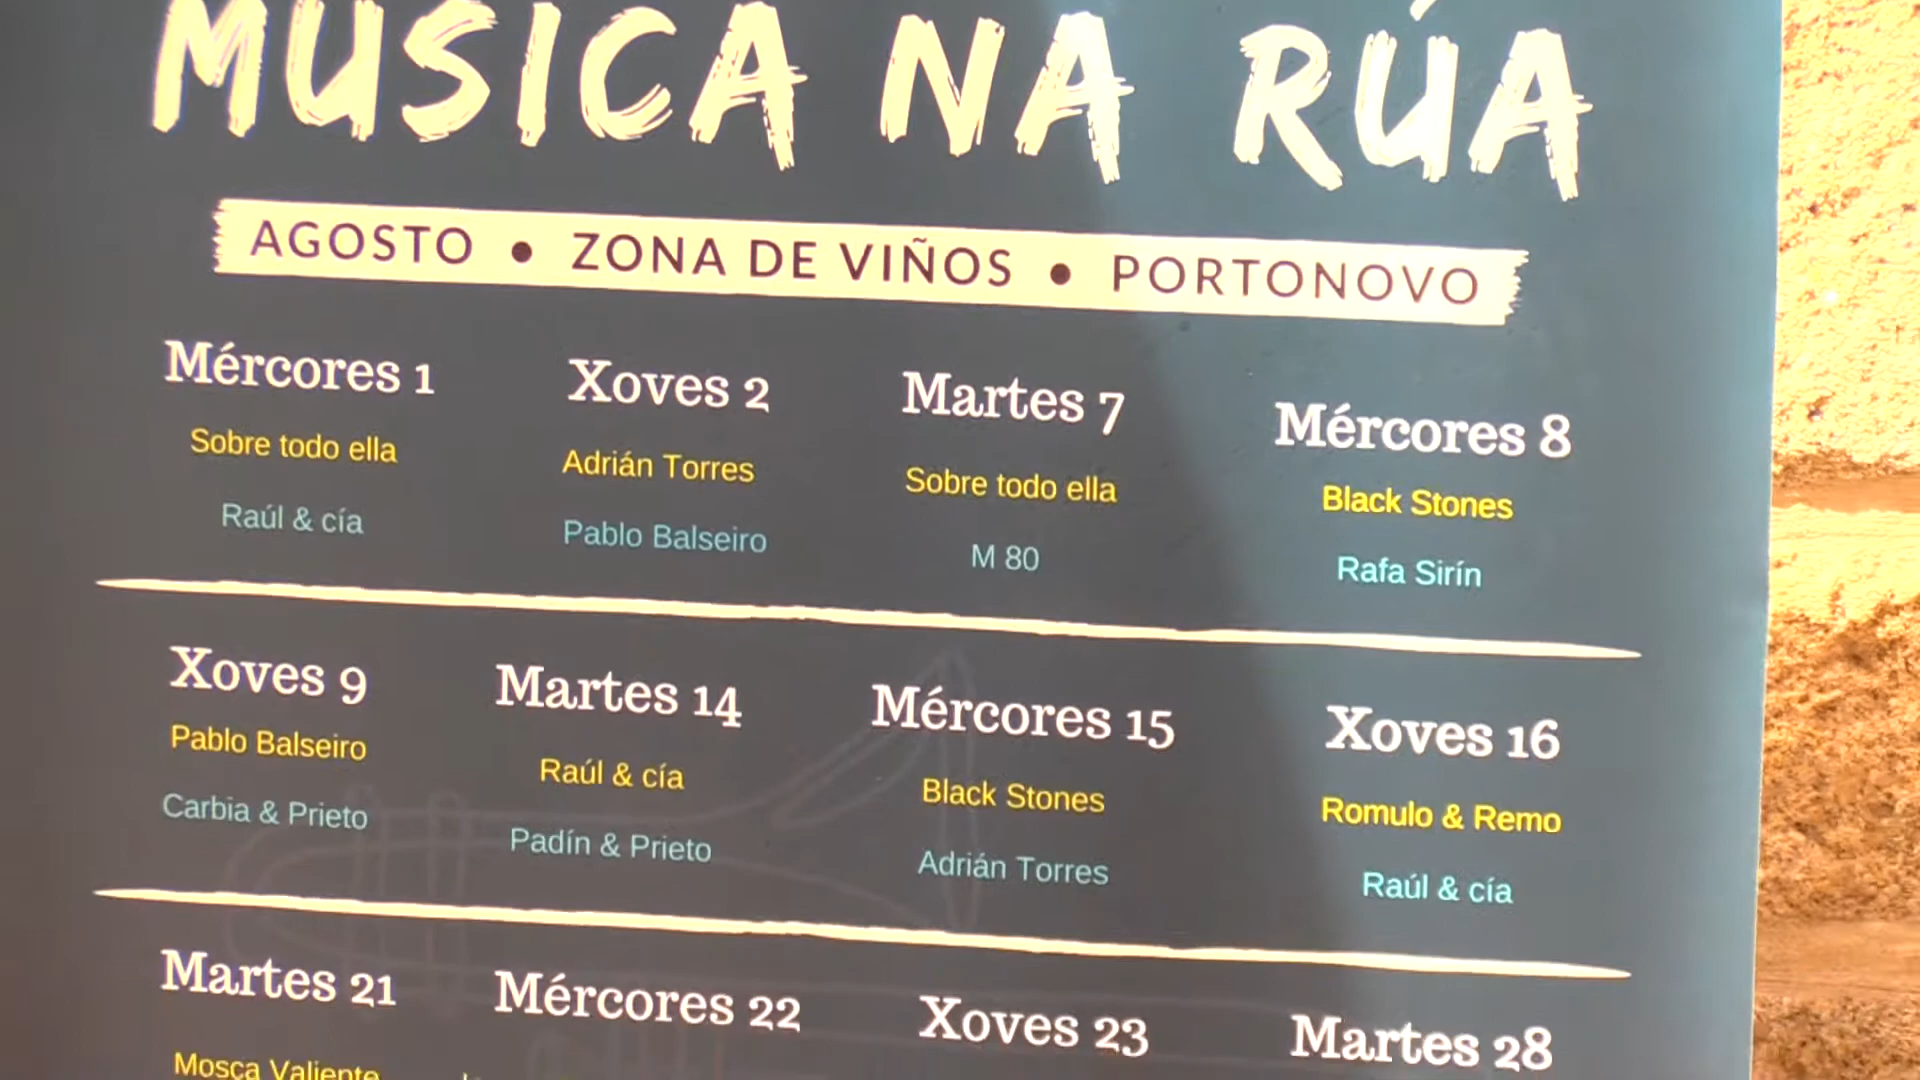 MÚSICA NA RÚA
AGOSTO • ZONA DE VIÑOS • PORTONOVO
Mércores 1
Sobre todo ella
Raúl & cía
Xoves 2
Adrián Torres
Pablo Balseiro
Martes 7
Sobre todo ella
M 80
Mércores 8
Black Stones
Rafa Sirín
Xoves 9
Pablo Balseiro
Carbia & Prieto
Martes 14
Raúl & cía
Padín & Prieto
Mércores 15
Black Stones
Adrián Torres
Xoves 16
Romulo & Remo
Raúl & cía
Martes 21
Mosca Valiente
Mércores 22
Xoves 23
Martes 28